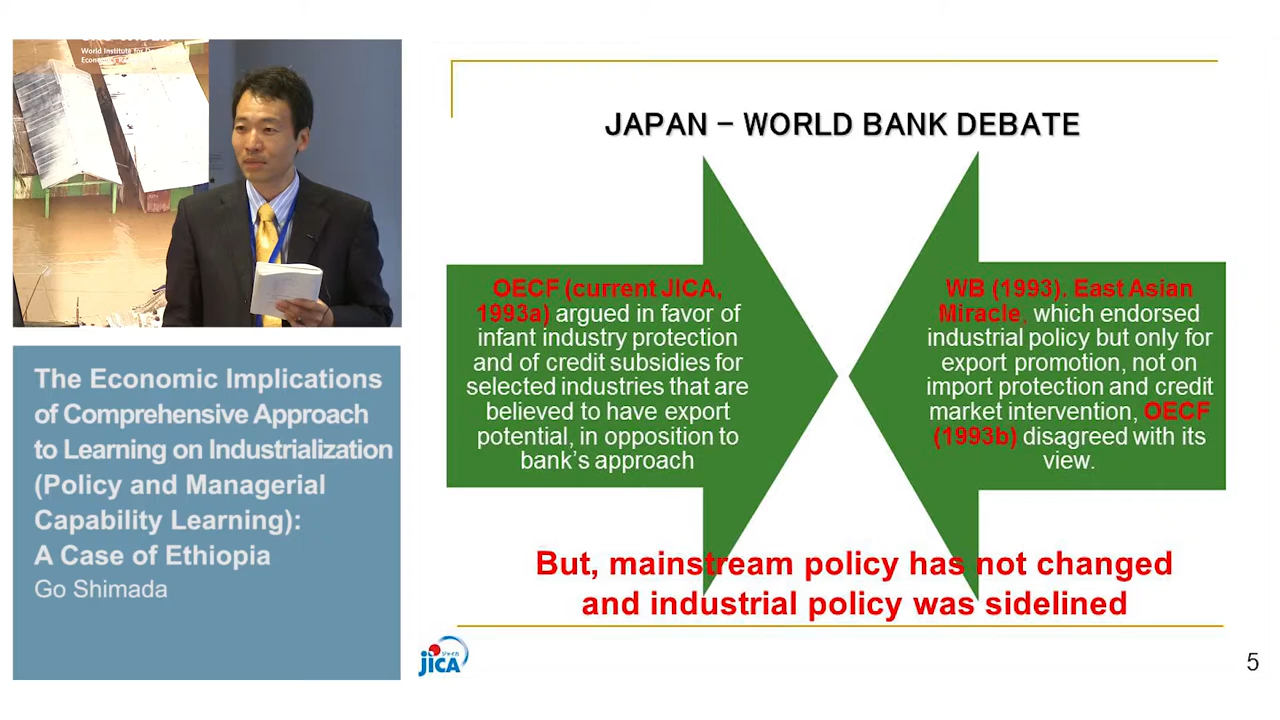 World Institute for
JAPAN – WORLD BANK DEBATE
OECF (current JICA,
1993a) argued in favor of
infant industry protection
and of credit subsidies for
selected industries that are
believed to have export
potential, in opposition to
bank's approach
WB (1993). East Asian
Miracle, which endorsed
industrial policy but only for
export promotion, not on
import protection and credit
market intervention, OECF
(1993b) disagreed with its
view.
But, mainstream policy has not changed
and industrial policy was sidelined
The Economic Implications
of Comprehensive Approach
to Learning on Industrialization
(Policy and Managerial
Capability Learning):
A Case of Ethiopia
Go Shimada
ジャイカ
JICA
5